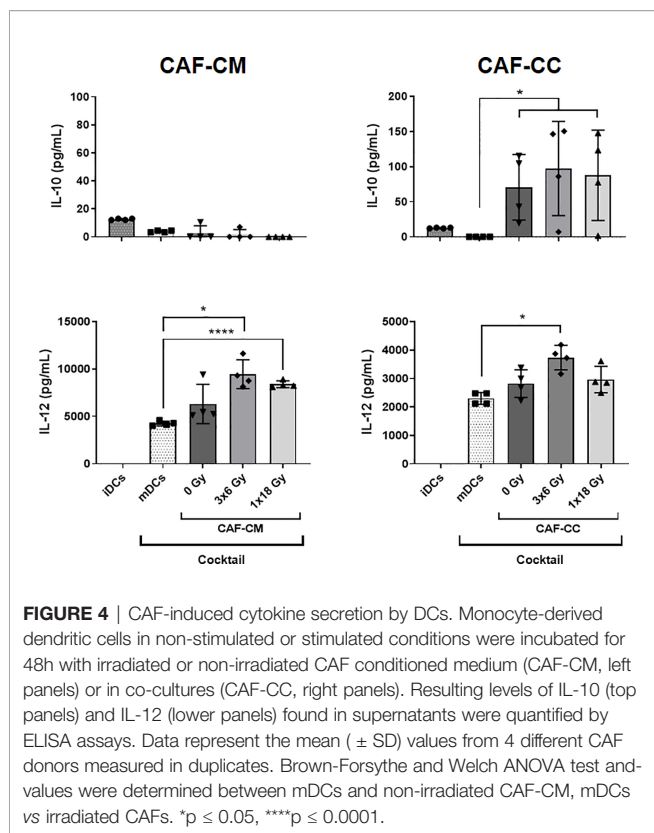 CAF-CM
CAF-CC
IL-10 (pg/mL)
100
80
60
40
20
0
IL-10 (pg/mL)
200
150
100
50
0
*
IL-12 (pg/mL)
15000
10000
5000
0
*
****
iDCs
mDCs
0 Gy
3x6 Gy
1x18 Gy
CAF-CM
Cocktail
IL-12 (pg/mL)
5000
4000
3000
2000
1000
0
*
iDCs
mDCs
0 Gy
3x6 Gy
1x18 Gy
CAF-CC
Cocktail
FIGURE 4 | CAF-induced cytokine secretion by DCs. Monocyte-derived
dendritic cells in non-stimulated or stimulated conditions were incubated for
48h with irradiated or non-irradiated CAF conditioned medium (CAF-CM, left
panels) or in co-cultures (CAF-CC, right panels). Resulting levels of IL-10 (top
panels) and IL-12 (lower panels) found in supernatants were quantified by
ELISA assays. Data represent the mean ( ± SD) values from 4 different CAF
donors measured in duplicates. Brown-Forsythe and Welch ANOVA test and-
values were determined between mDCs and non-irradiated CAF-CM, mDCs
vs irradiated CAFs. *p ≤ 0.05, ****p ≤ 0.0001.